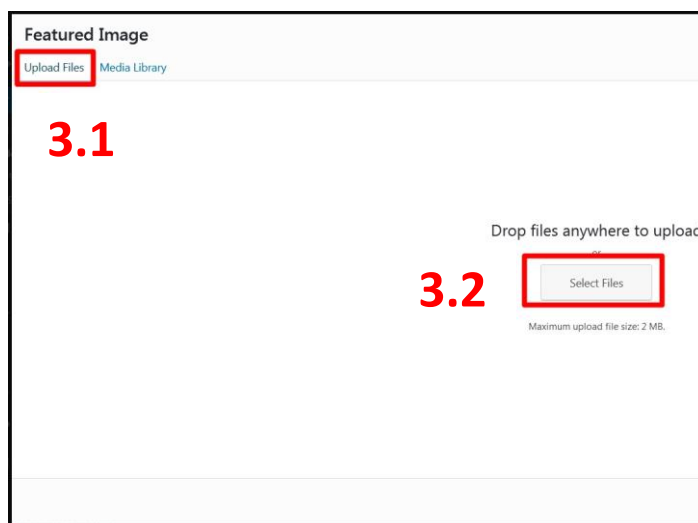 Featured Image
Upload Files Media Library
3.1
Drop files anywhere to upload
or
3.2
Select Files
Maximum upload file size: 2 MB.